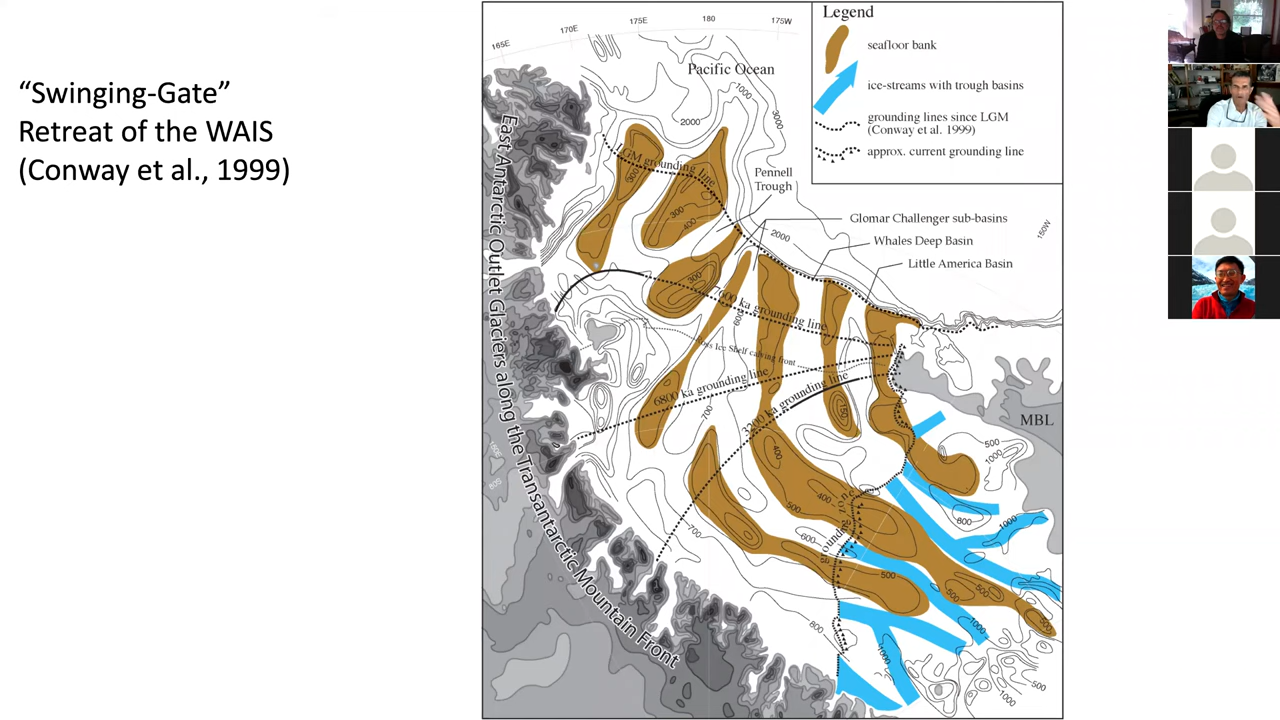 “Swinging-Gate”
Retreat of the WAIS
(Conway et al., 1999)
165E
170E
175E
180
175W
Pacific Ocean
1000
2000
3000
Legend
seafloor bank
ice-streams with trough basins
grounding lines since LGM
(Conway et al. 1999)
approx. current grounding line
East Antarctic Outlet Glaciers along the Transantarctic Mountain Front
LGM grounding line
300
300
400
Pennell
Trough
Glomar Challenger sub-basins
Whales Deep Basin
Little America Basin
150W
2000
300
7600 ka grounding line
600
Ross Ice Shelf calving front
6800 ka grounding line
3200 ka grounding line
700
150
MBL
400
500
1000
400
500
grounding zone
600
800
1000
700
500
500
500
500
600
1000
1000
500
1000